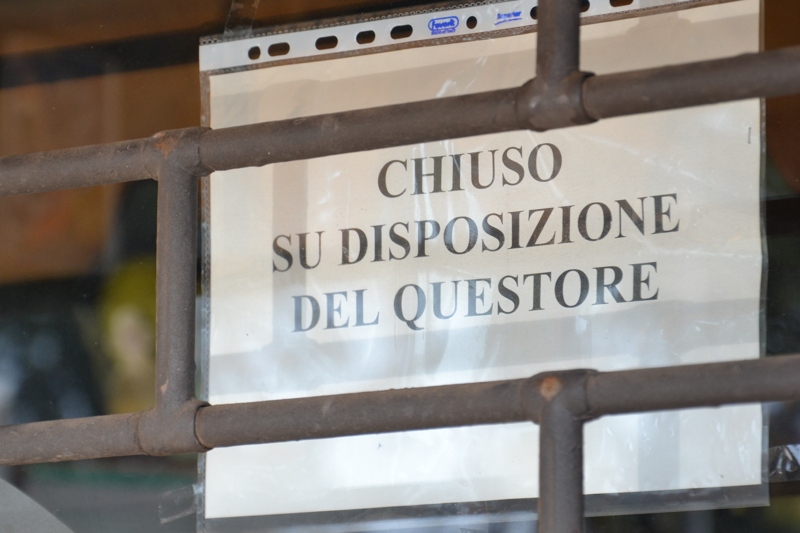 CHIUSO
SU DISPOSIZIONE
DEL QUESTORE